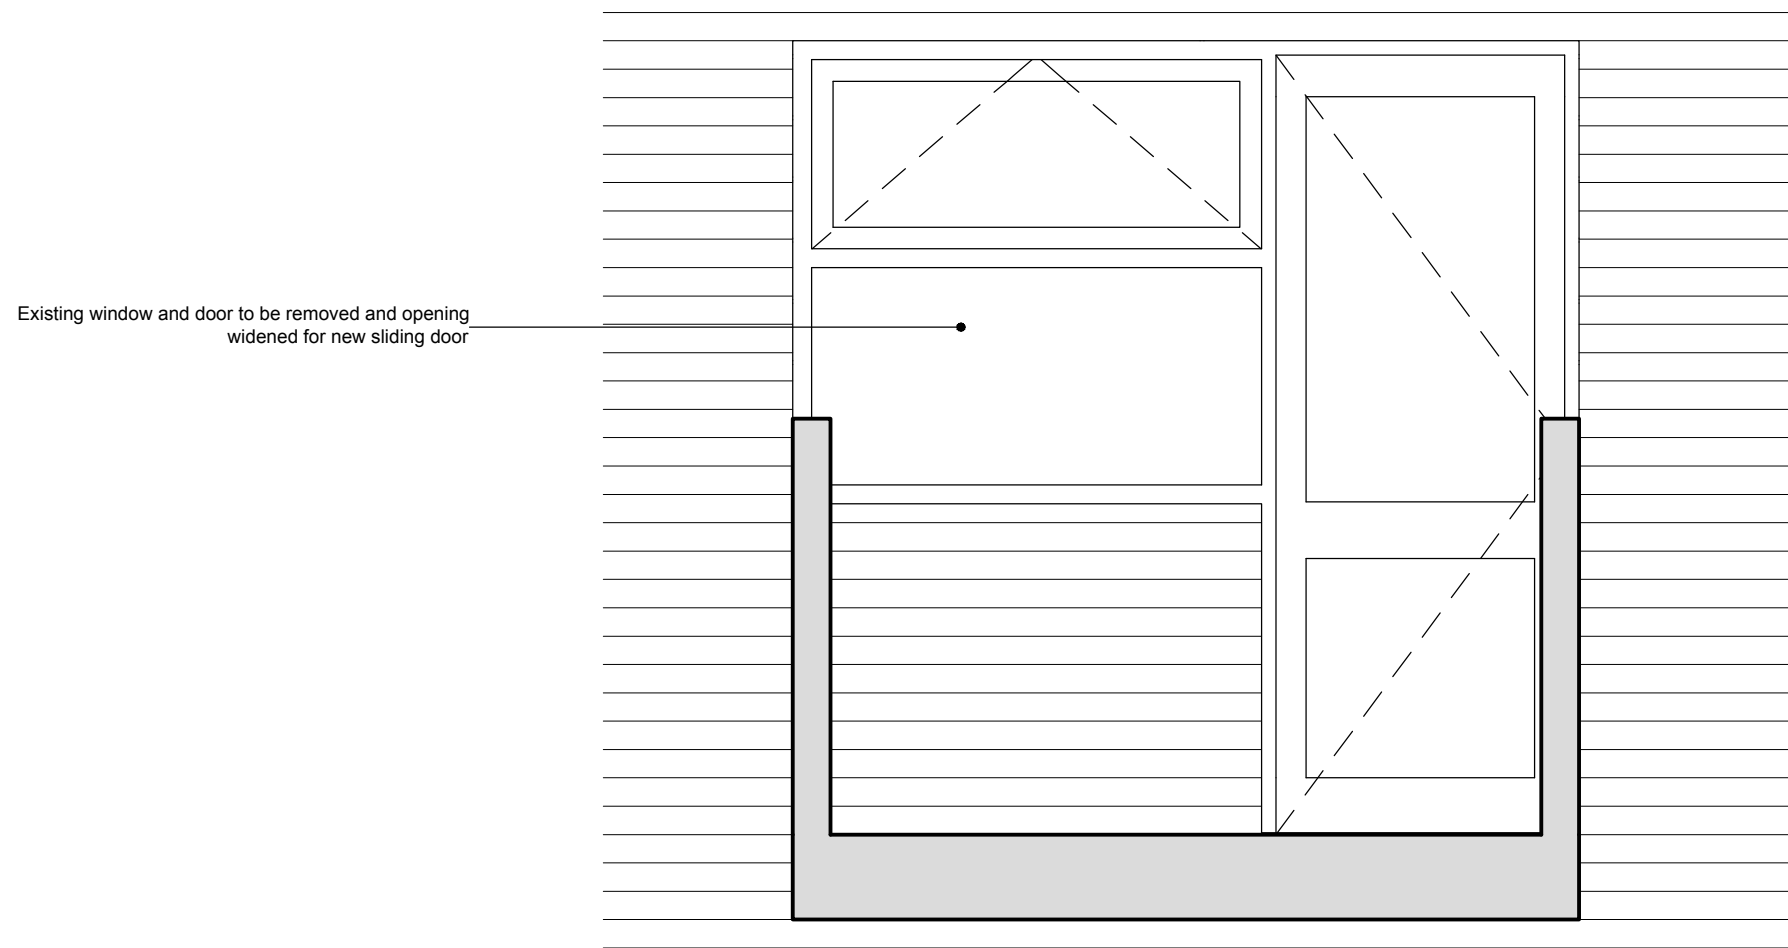 Existing window and door to be removed and opening
widened for new sliding door